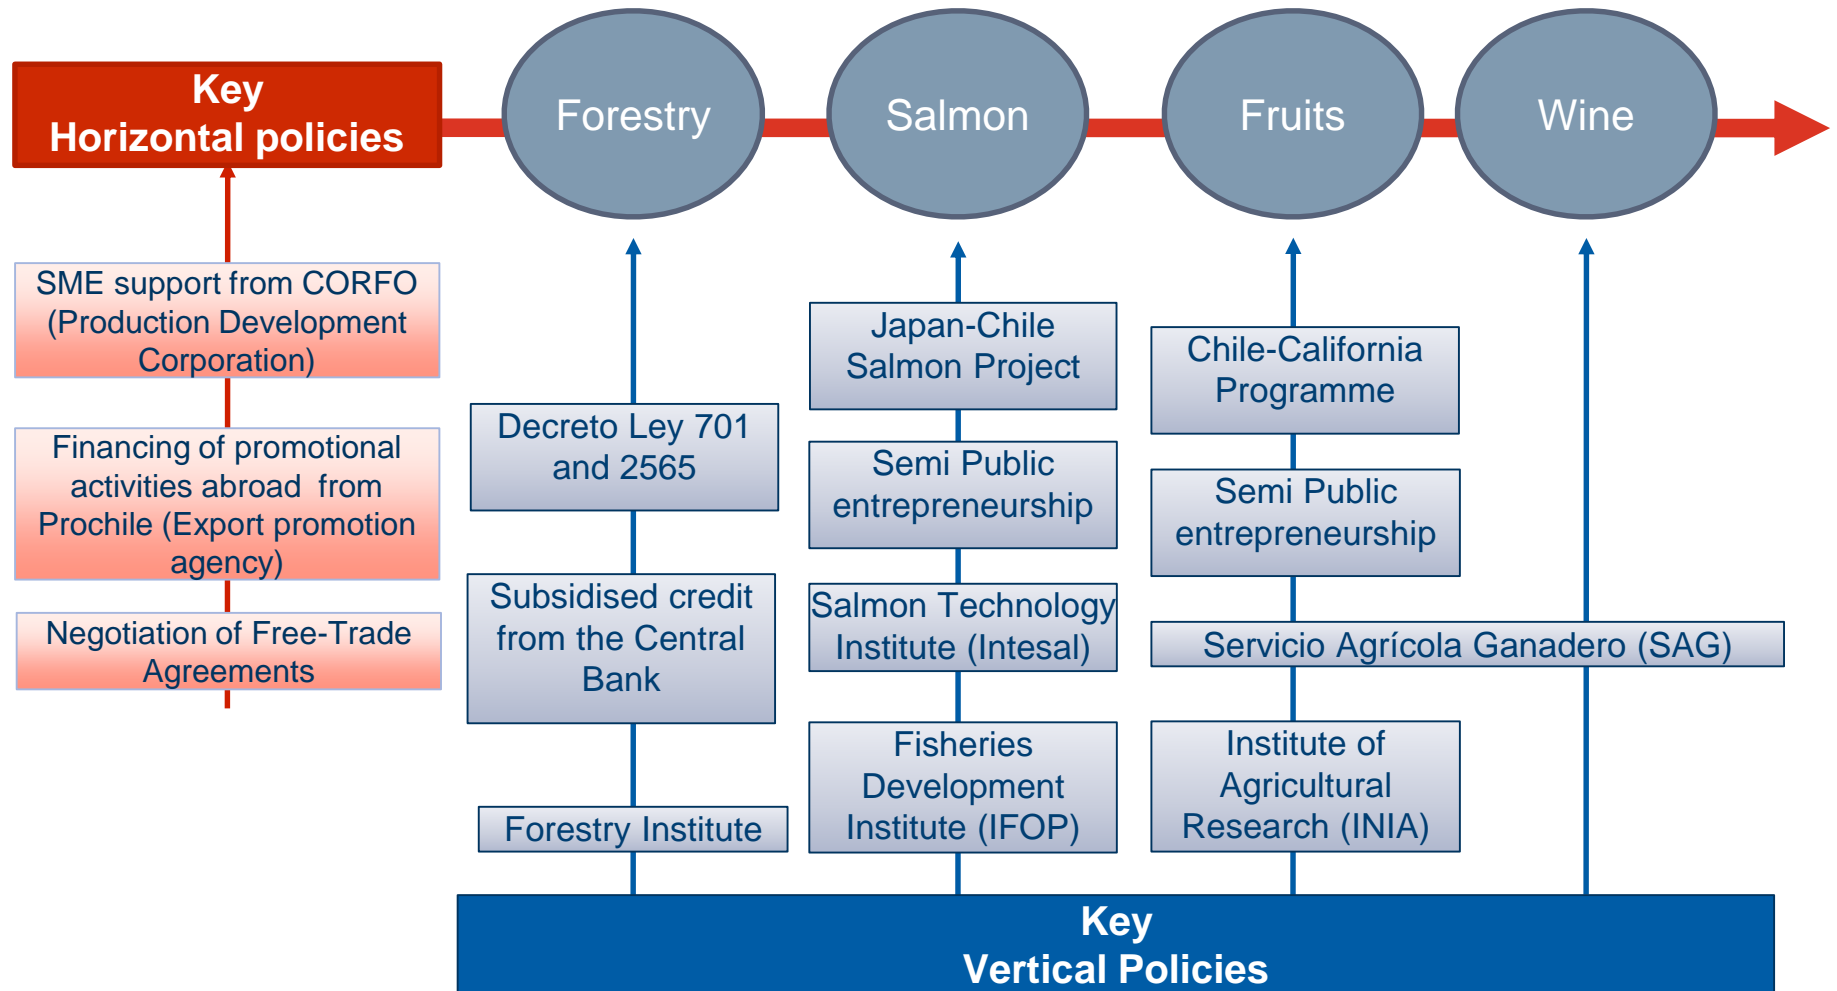 Key
Horizontal policies
Forestry
Salmon
Fruits
Wine
SME support from CORFO
(Production Development
Corporation)
Financing of promotional
activities abroad from
Prochile (Export promotion
agency)
Negotiation of Free-Trade
Agreements
Decreto Ley 701
and 2565
Subsidised credit
from the Central
Bank
Forestry Institute
Japan-Chile
Salmon Project
Semi Public
entrepreneurship
Salmon Technology
Institute (Intesal)
Fisheries
Development
Institute (IFOP)
Chile-California
Programme
Semi Public
entrepreneurship
Servicio Agrícola Ganadero (SAG)
Institute of
Agricultural
Research (INIA)
Key
Vertical Policies